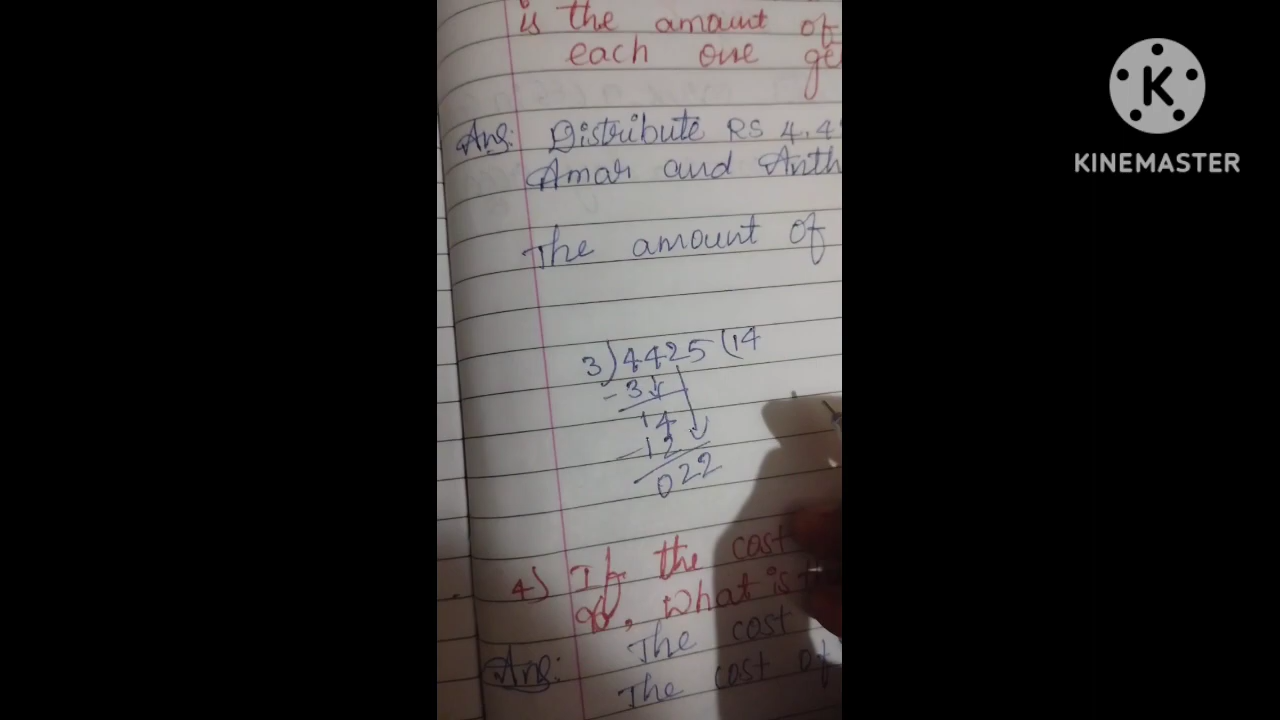 is the amount of
each one ge
Ans: Distribute RS 4.4
Amar and Anth
The amount of
3)4425(14
-3
14
-12
022
4) If the cost
of, What is th
Ans: The cost
The cost of
K
KINEMASTER